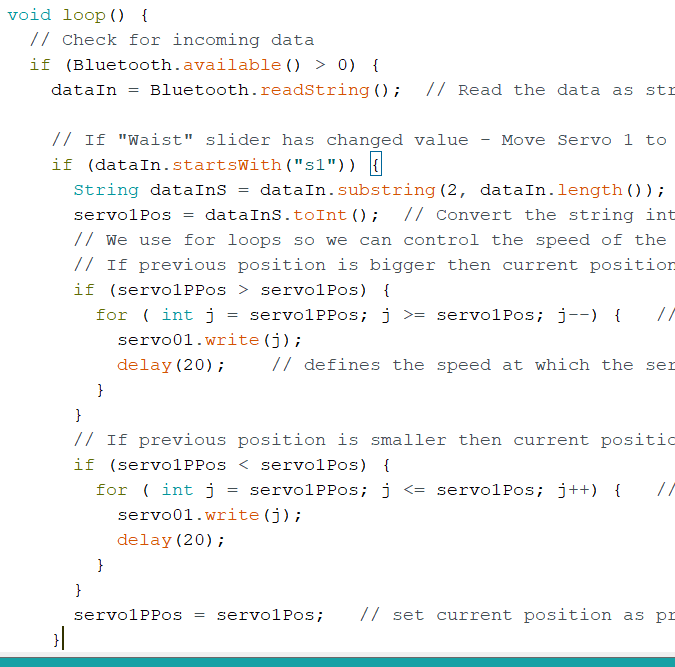 void loop() {
  // Check for incoming data
  if (Bluetooth.available() > 0) {
    dataIn = Bluetooth.readString();  // Read the data as str

    // If "Waist" slider has changed value - Move Servo 1 to
    if (dataIn.startsWith("s1")) {
      String dataInS = dataIn.substring(2, dataIn.length());
      servo1Pos = dataInS.toInt();  // Convert the string int
      // We use for loops so we can control the speed of the
      // If previous position is bigger then current position
      if (servo1PPos > servo1Pos) {
        for ( int j = servo1PPos; j >= servo1Pos; j--) {   //
          servo01.write(j);
          delay(20);    // defines the speed at which the ser
        }
      }
      // If previous position is smaller then current positio
      if (servo1PPos < servo1Pos) {
        for ( int j = servo1PPos; j <= servo1Pos; j++) {   //
          servo01.write(j);
          delay(20);
        }
      }
      servo1PPos = servo1Pos;   // set current position as pr
    }